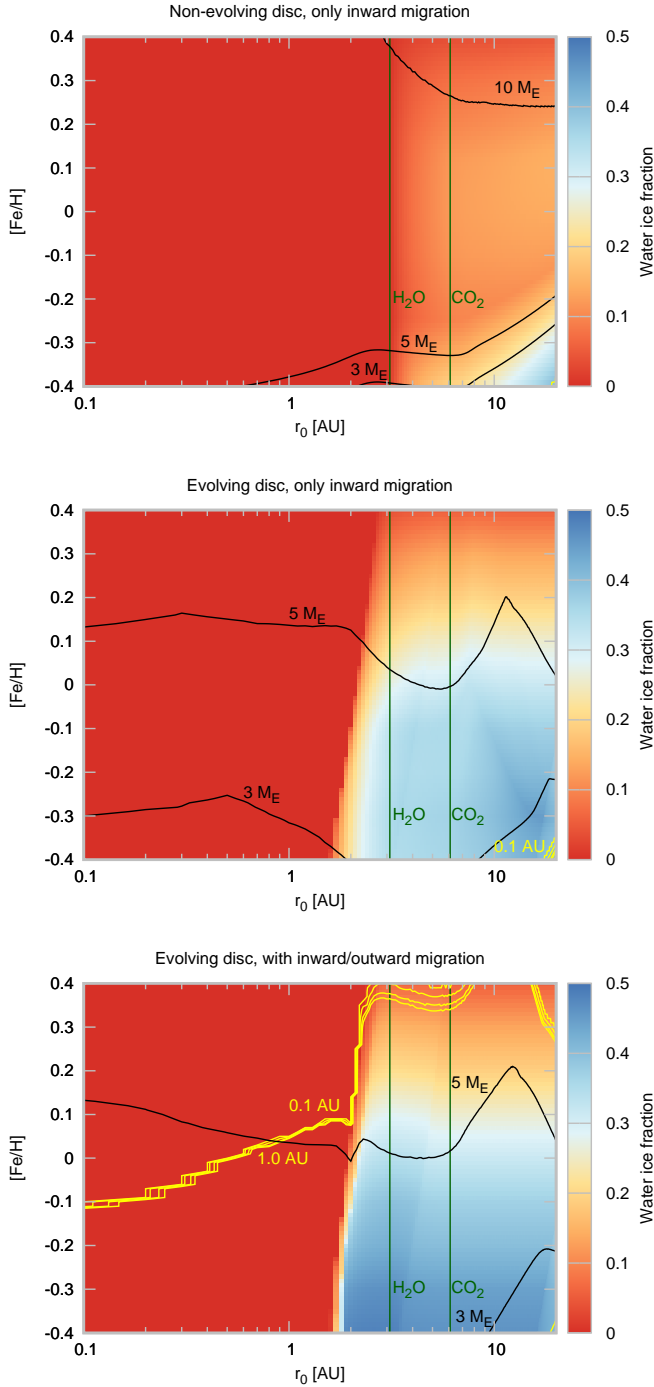 Non-evolving disc, only inward migration
0.4
0.3
0.2
0.1
0
-0.1
-0.2
-0.3
-0.4
[Fe/H]
10 M_E
H_2O
CO_2
5 M_E
3 M_E
0.1
1
10
r_0 [AU]
0.5
0.4
0.3
0.2
0.1
0
Water ice fraction
Evolving disc, only inward migration
0.4
0.3
0.2
0.1
0
-0.1
-0.2
-0.3
-0.4
[Fe/H]
5 M_E
3 M_E
H_2O
CO_2
0.1 AU
0.1
1
10
r_0 [AU]
0.5
0.4
0.3
0.2
0.1
0
Water ice fraction
Evolving disc, with inward/outward migration
0.4
0.3
0.2
0.1
0
-0.1
-0.2
-0.3
-0.4
[Fe/H]
5 M_E
0.1 AU
1.0 AU
H_2O
CO_2
3 M_E
0.1
1
10
r_0 [AU]
0.5
0.4
0.3
0.2
0.1
0
Water ice fraction